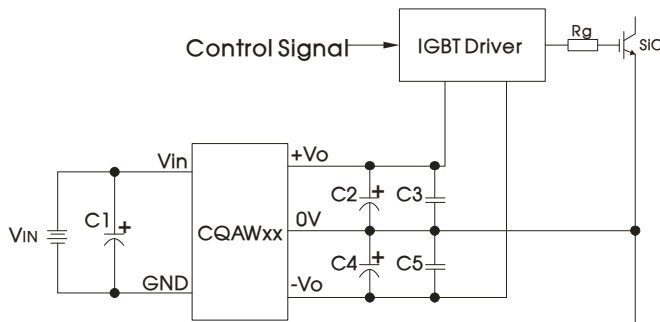 Control Signal
IGBT Driver
Rg
SiC
Vin
+Vo
C1
+
VIN
CQAWxx
C2
+
C3
0V
C4
+
C5
GND
-Vo